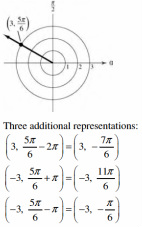 π/2
(3, 5π/6)
1 2 3 0
Three additional representations:
(3, 5π/6 − 2π) = (3, − 7π/6)
(−3, 5π/6 + π) = (−3, 11π/6)
(−3, 5π/6 − π) = (−3, − π/6)